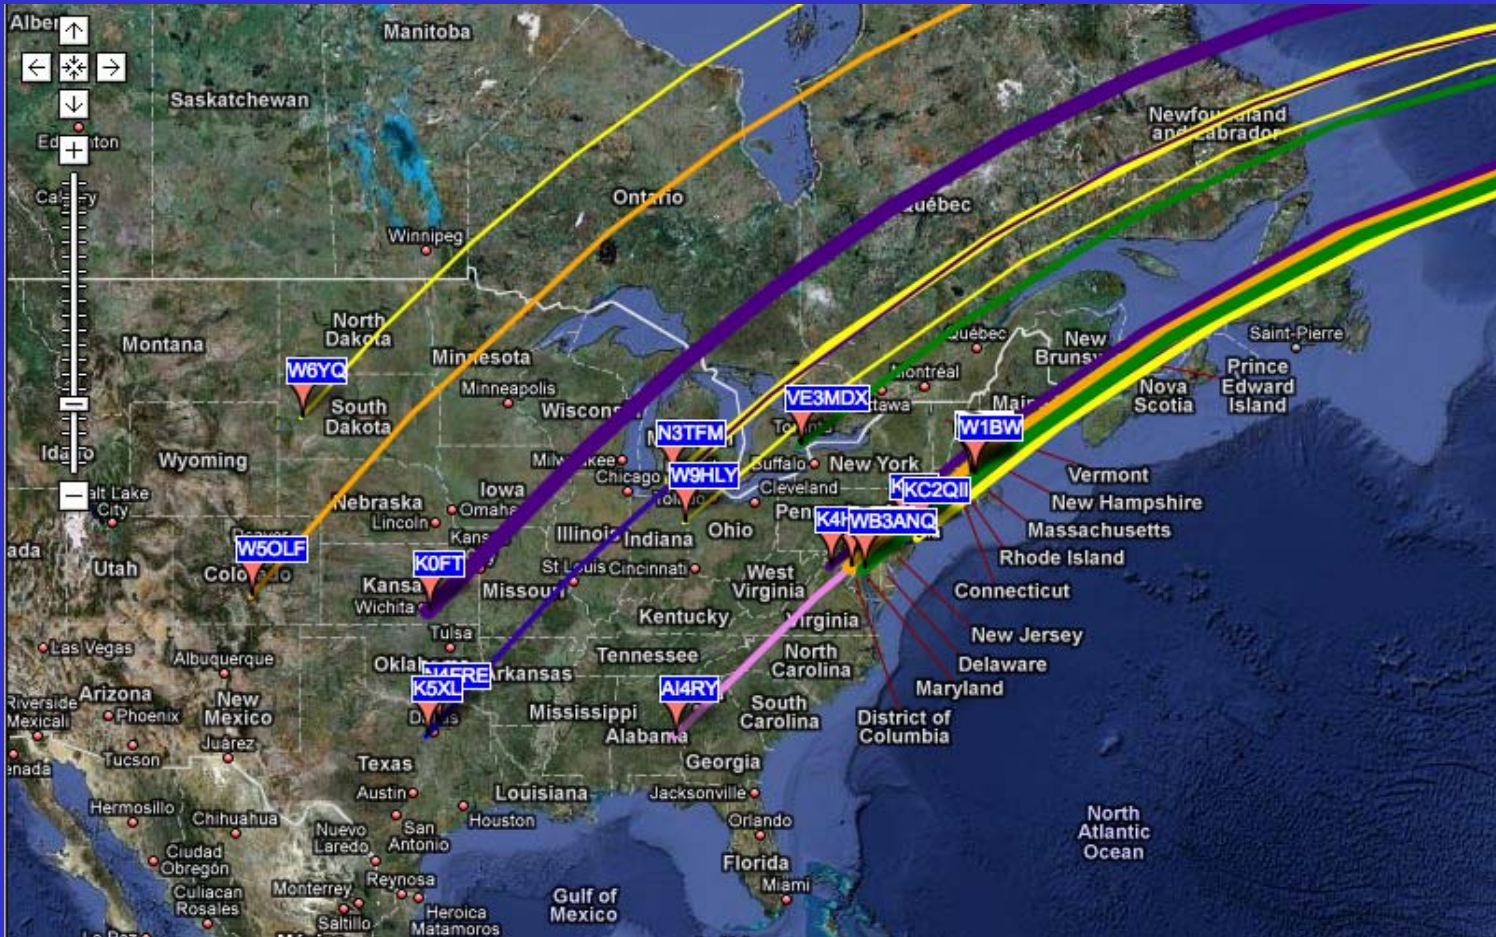 Manitoba
Saskatchewan
Newfoundland
and Labrador
Ontario
Québec
Winnipeg
North
Dakota
Montana
Minnesota
Minneapolis
W6YQ
South
Dakota
Wisconsin
Québec
New
Saint-Pierre
Prince
Edward
Island
Nova
Scotia
Montréal
VE3MDX
W1BW
N3TFM
W9HLY
Buffalo
New York
Vermont
Wyoming
Chicago
Cleveland
KC2QII
New Hampshire
Iowa
Nebraska
Lincoln
Omaha
Ohio
WB3ANQ
Massachusetts
Salt Lake
City
Illinois
Indiana
Rhode Island
W5OLF
K0FT
Utah
Colorado
St Louis
Cincinnati
West
Virginia
Connecticut
Kansas
Missouri
Wichita
Kentucky
Virginia
New Jersey
Tulsa
Las Vegas
Albuquerque
Tennessee
North
Carolina
Delaware
Arkansas
Maryland
K5XL
AI4RY
Arizona
New
Mexico
Riverside
Mexicali
Phoenix
Mississippi
South
Carolina
District of
Columbia
Alabama
Juárez
Tucson
Texas
Georgia
Austin
Louisiana
Jacksonville
Hermosillo
Chihuahua
Houston
Orlando
San
Antonio
Nuevo
Laredo
North
Atlantic
Ocean
Ciudad
Obregón
Florida
Miami
Reynosa
Monterrey
Culiacan
Rosales
Gulf of
Mexico
Saltillo
Heroica
Matamoros